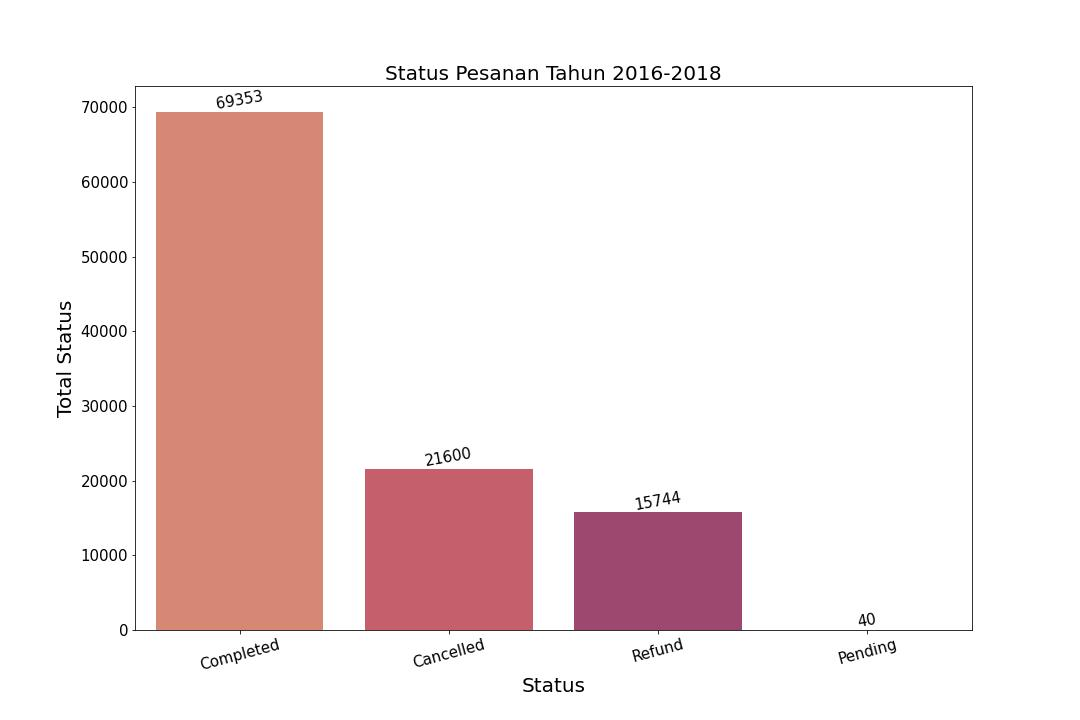 Status Pesanan Tahun 2016-2018
Total Status
70000
60000
50000
40000
30000
20000
10000
0
69353
21600
15744
40
Completed
Cancelled
Refund
Pending
Status